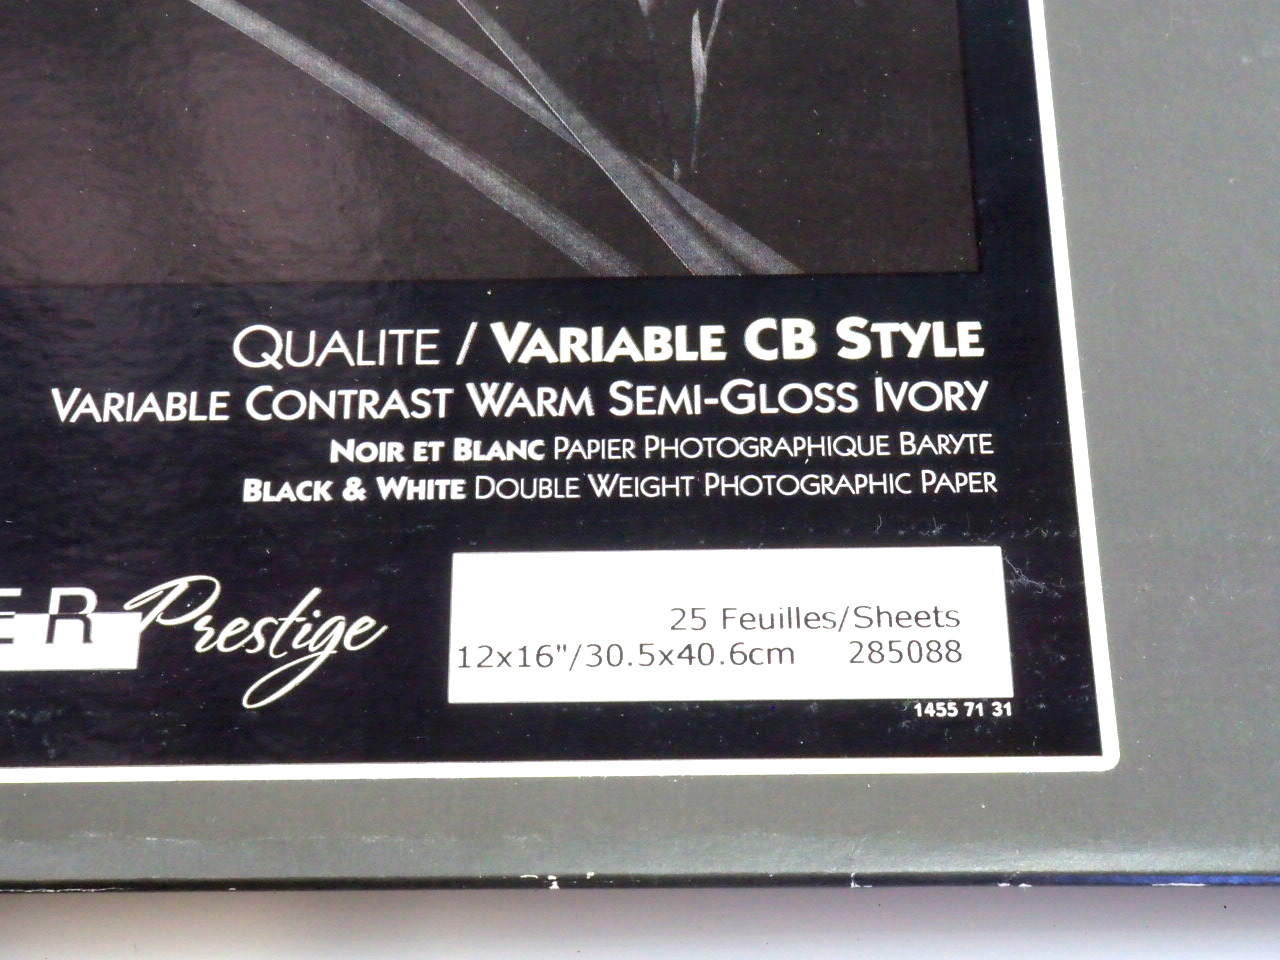 QUALITE / VARIABLE CB STYLE
VARIABLE CONTRAST WARM SEMI-GLOSS IVORY
NOIR ET BLANC PAPIER PHOTOGRAPHIQUE BARYTE
BLACK & WHITE DOUBLE WEIGHT PHOTOGRAPHIC PAPER
ER Prestige
25 Feuilles/Sheets
12x16"/30.5x40.6cm 285088
1455 71 31